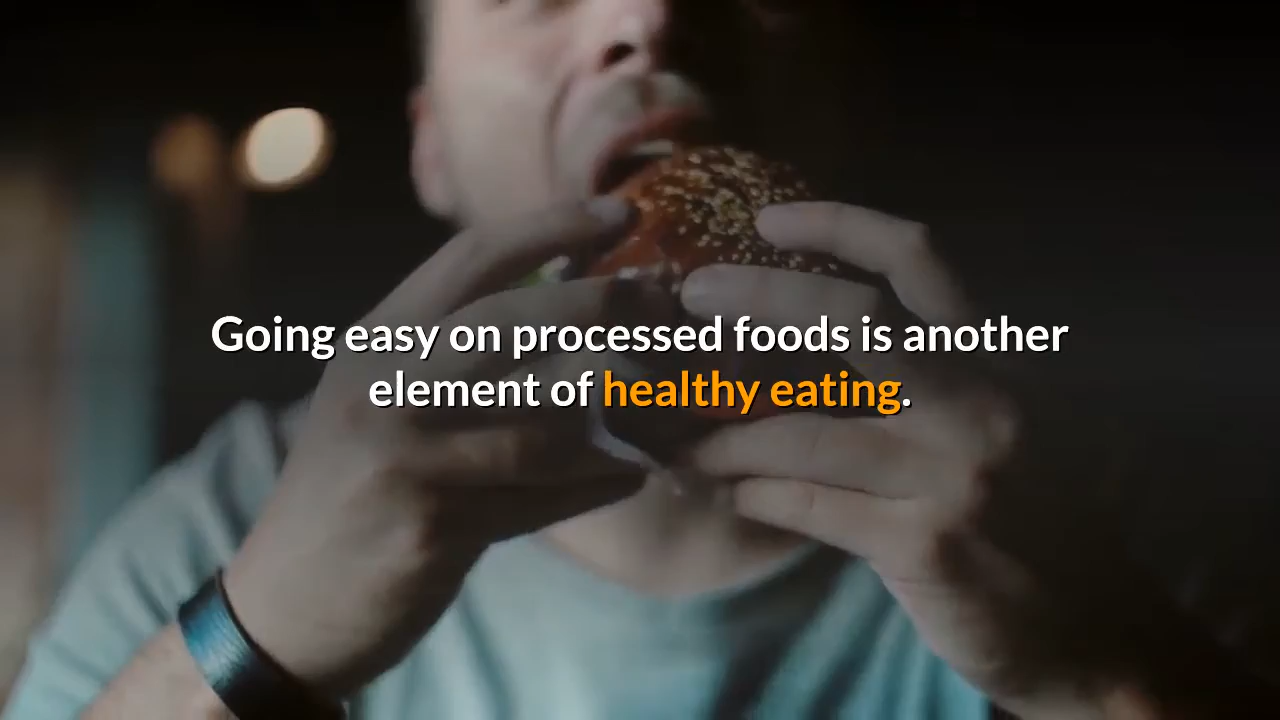 Going easy on processed foods is another
element of healthy eating.